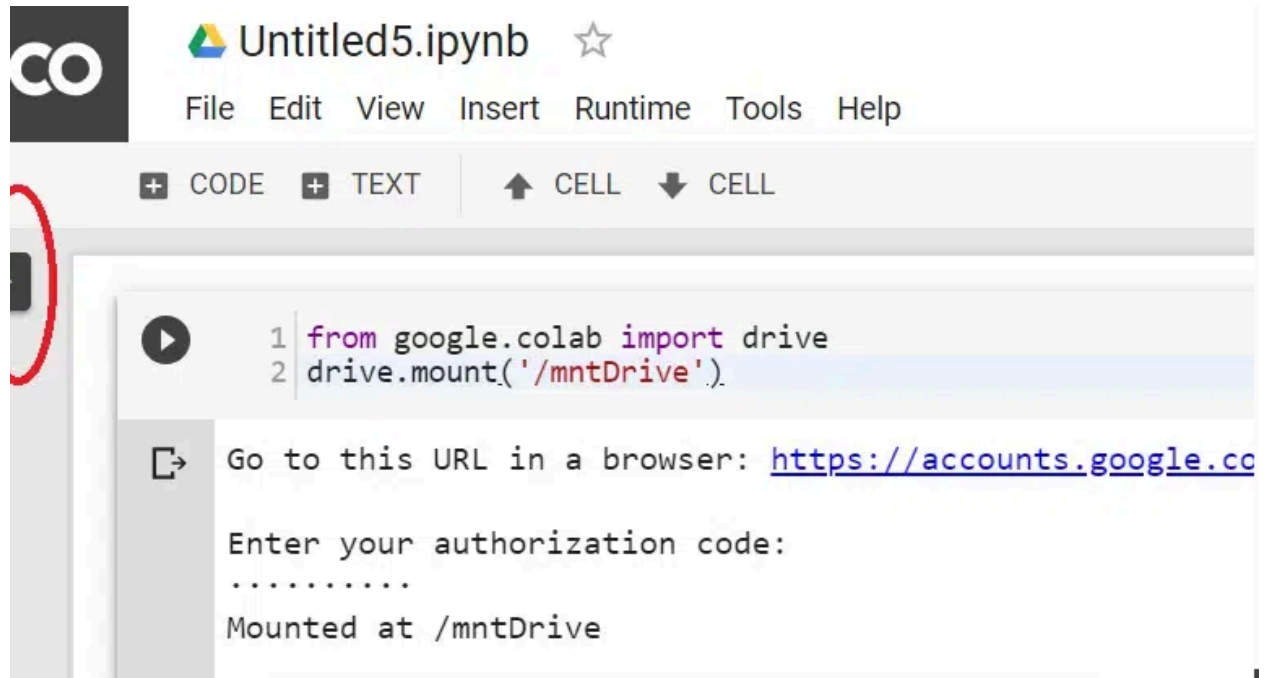 CO
Untitled5.ipynb
File Edit View Insert Runtime Tools Help
CODE TEXT CELL CELL
1 from google.colab import drive
2 drive.mount('/mntDrive')
Go to this URL in a browser: https://accounts.google.co
Enter your authorization code:
··········
Mounted at /mntDrive